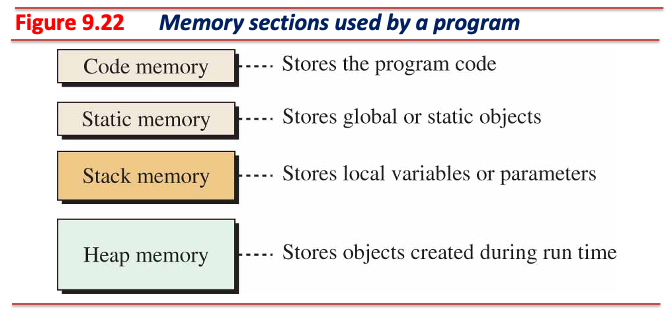 Figure 9.22 Memory sections used by a program
Code memory Stores the program code
Static memory Stores global or static objects
Stack memory Stores local variables or parameters
Heap memory Stores objects created during run time